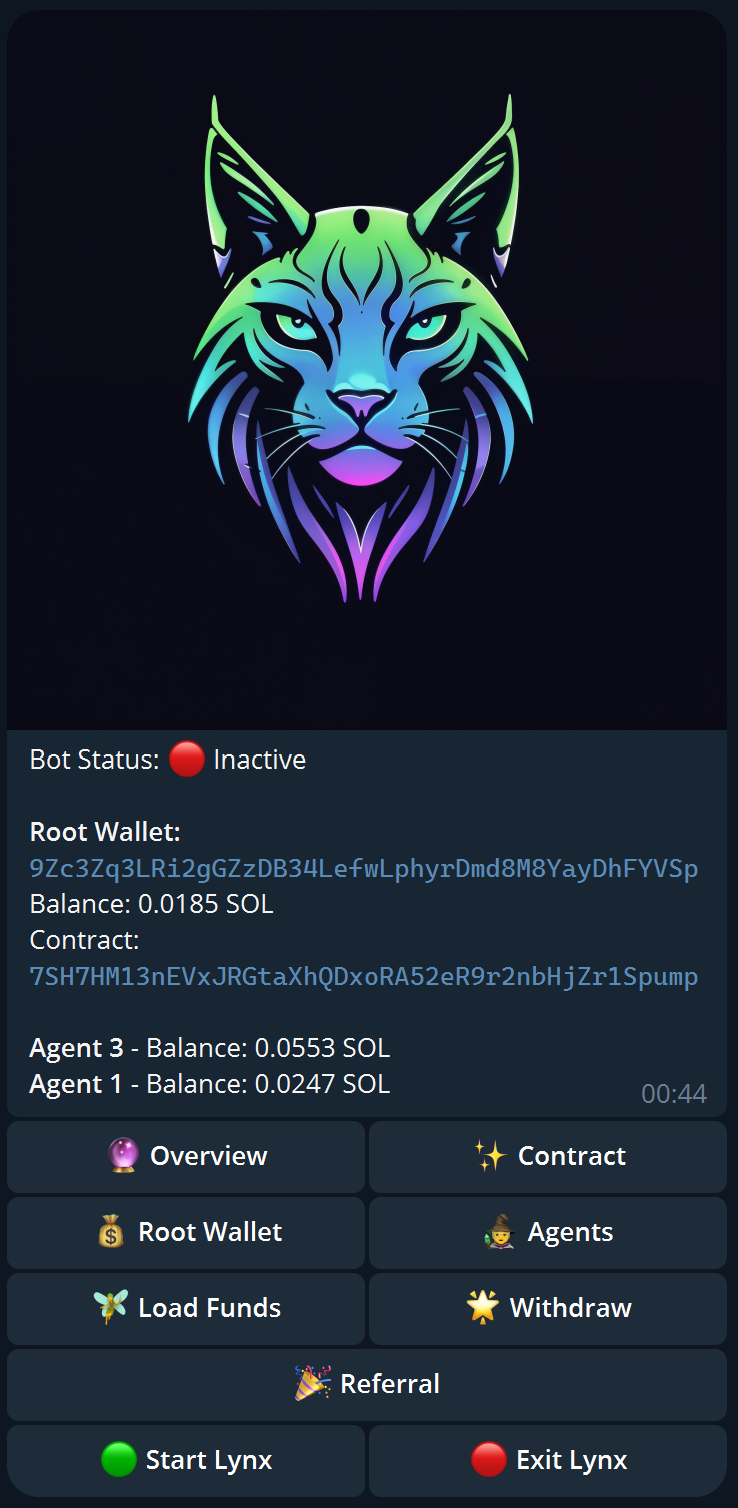 Bot Status: 🔴 Inactive
Root Wallet:
9Zc3Zq3LRi2gGZzDB34LefwLphyrDmd8M8YayDhFYVSp
Balance: 0.0185 SOL
Contract:
7SH7HM13nEVxJRGtaXhQDxoRA52eR9r2nbHjZr1Spump
Agent 3 - Balance: 0.0553 SOL
Agent 1 - Balance: 0.0247 SOL
00:44
🔮 Overview
✨ Contract
💰 Root Wallet
🧙 Agents
🧚 Load Funds
🌟 Withdraw
🎉 Referral
🟢 Start Lynx
🔴 Exit Lynx